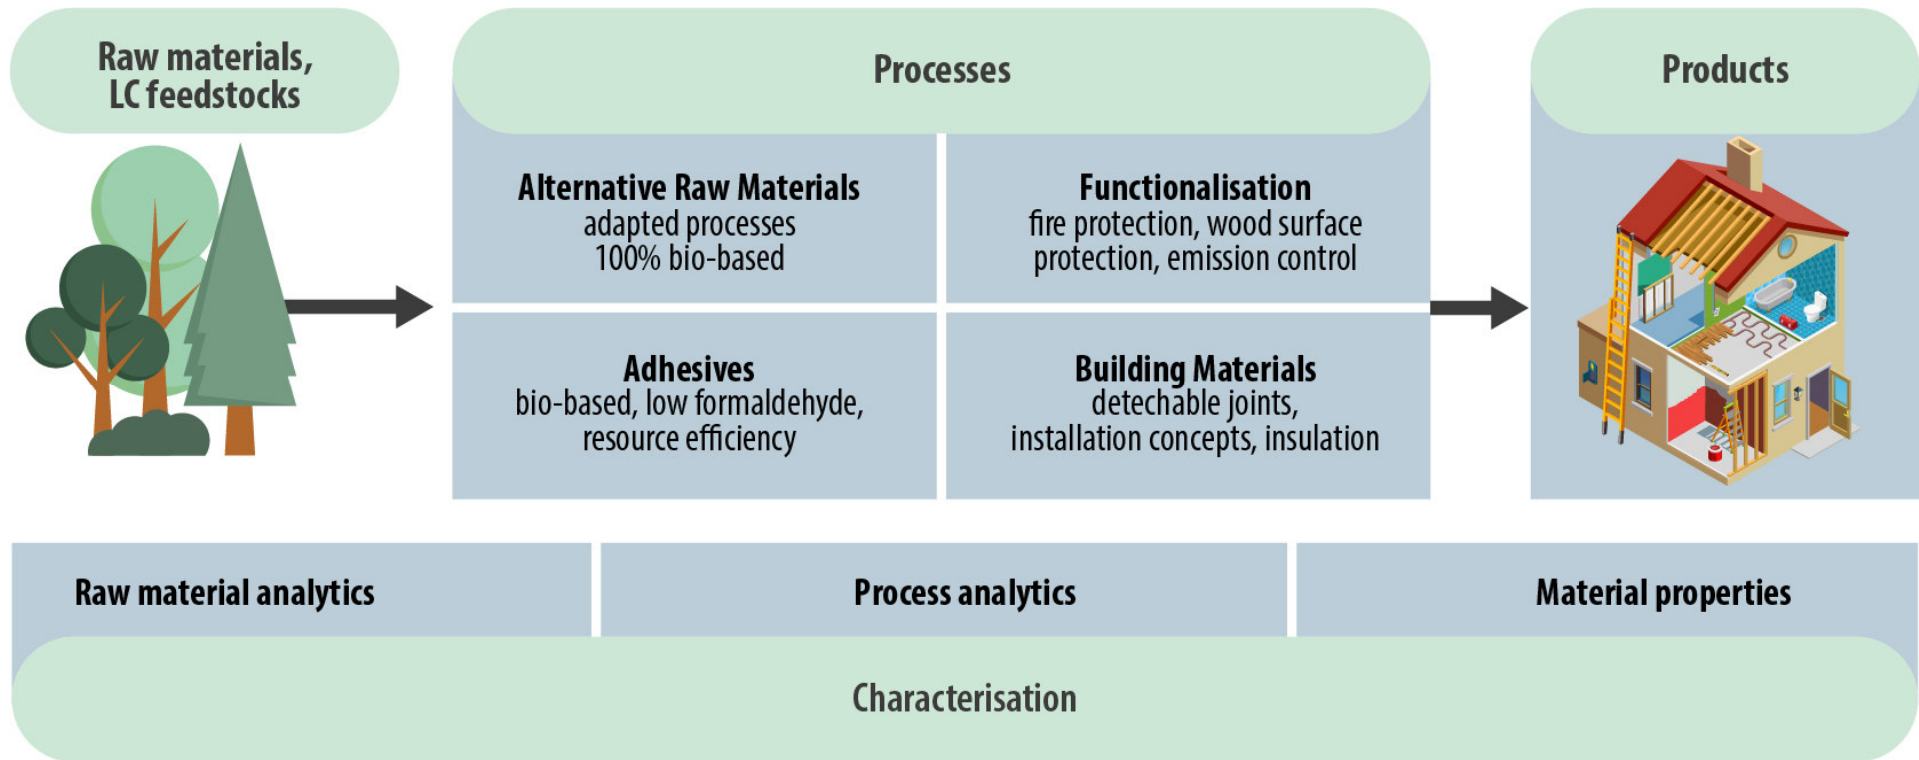 Raw materials,
LC feedstocks
Processes
Products
Alternative Raw Materials
adapted processes
100% bio-based
Functionalisation
fire protection, wood surface
protection, emission control
Adhesives
bio-based, low formaldehyde,
resource efficiency
Building Materials
detechable joints,
installation concepts, insulation
Raw material analytics
Process analytics
Material properties
Characterisation